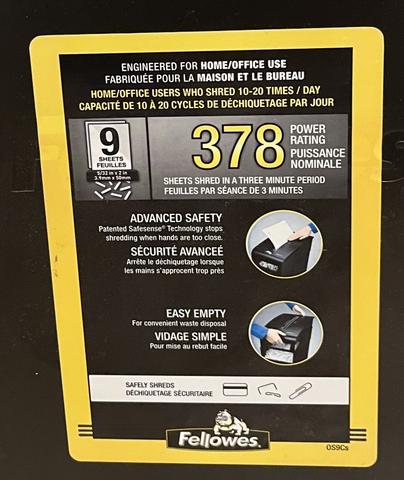 ENGINEERED FOR HOME/OFFICE USE
FABRIQUÉE POUR LA MAISON ET LE BUREAU
HOME/OFFICE USERS WHO SHRED 10-20 TIMES / DAY
CAPACITÉ DE 10 À 20 CYCLES DE DÉCHIQUETAGE PAR JOUR
9
SHEETS
FEUILLES
5/32 in x 2 in
3.9mm x 50mm
378
POWER
RATING
PUISSANCE
NOMINALE
SHEETS SHRED IN A THREE MINUTE PERIOD
FEUILLES PAR SÉANCE DE 3 MINUTES
ADVANCED SAFETY
Patented Safesense® Technology stops
shredding when hands are too close.
SÉCURITÉ AVANCEÉ
Arrête le déchiquetage lorsque
les mains s'approcent trop près
EASY EMPTY
For convenient waste disposal
VIDAGE SIMPLE
Pour mise au rebut facile
SAFELY SHREDS
DÉCHIQUETAGE SÉCURITAIRE
Fellowes.
OS9Cs